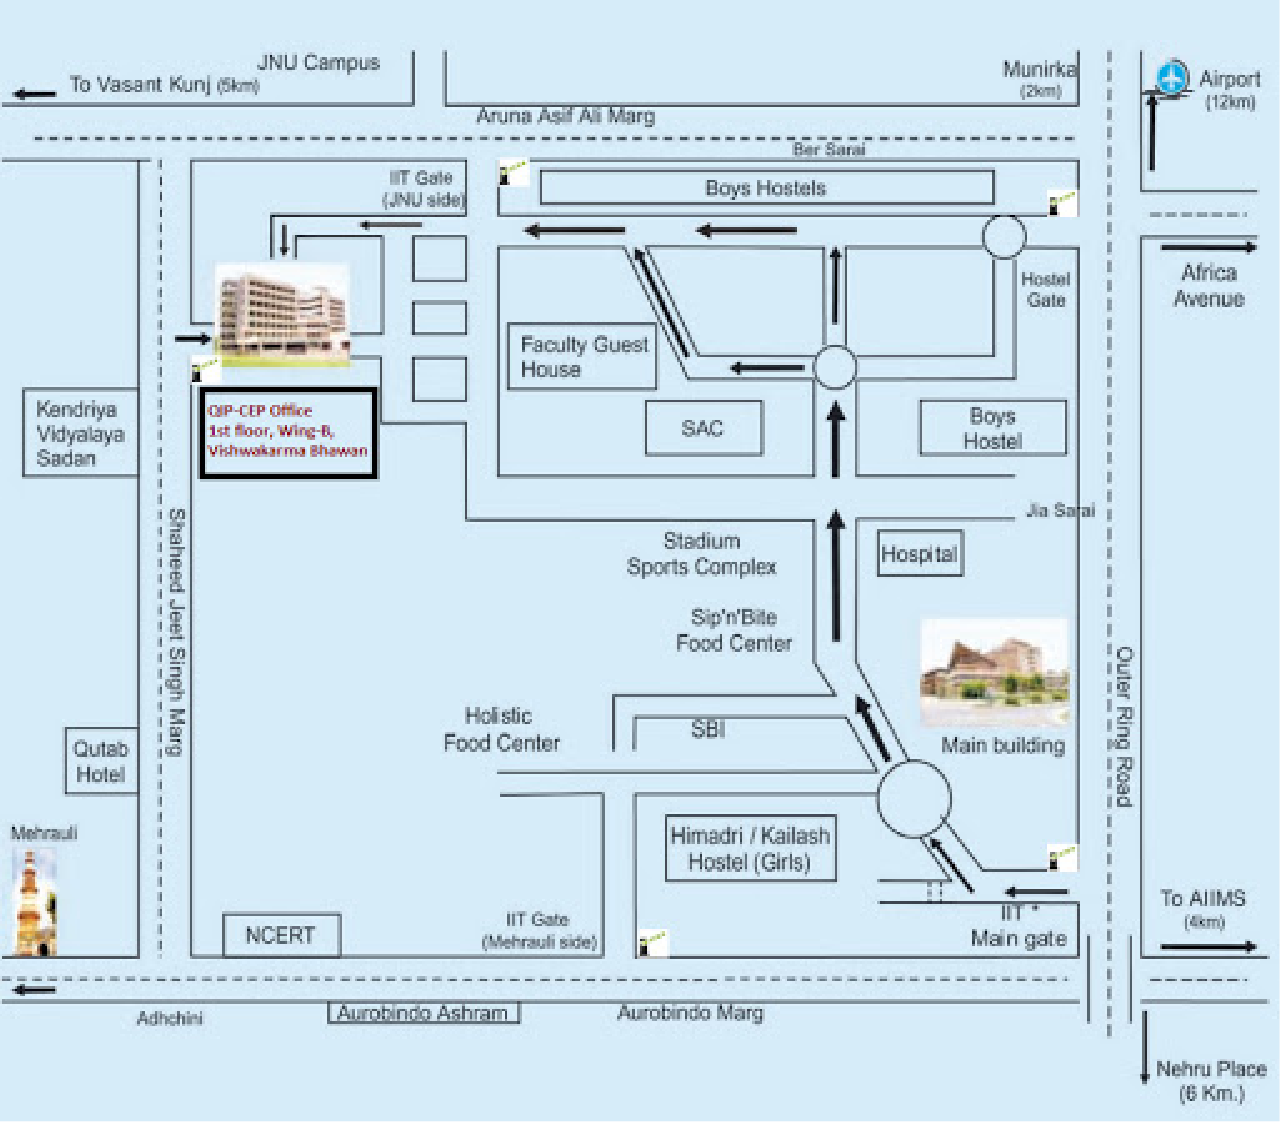 JNU Campus
To Vasant Kunj (5km)
Munirka
(2km)
Airport
(12km)
Aruna Asif Ali Marg
Ber Sarai
IIT Gate
(JNU side)
Boys Hostels
Hostel
Gate
Africa
Avenue
Faculty Guest
House
SAC
Boys
Hostel
Kendriya
Vidyalaya
Sadan
QIP-CEP Office
1st floor, Wing-B,
Vishwakarma Bhawan
Jia Sarai
Shaheed Jeet Singh Marg
Stadium
Sports Complex
Hospital
Sip'n'Bite
Food Center
Outer Ring Road
Holistic
Food Center
SBI
Main building
Qutab
Hotel
Mehrauli
Himadri / Kailash
Hostel (Girls)
To AIIMS
(4km)
IIT *
Main gate
NCERT
IIT Gate
(Mehrauli side)
Adhchini
Aurobindo Ashram
Aurobindo Marg
Nehru Place
(6 Km.)